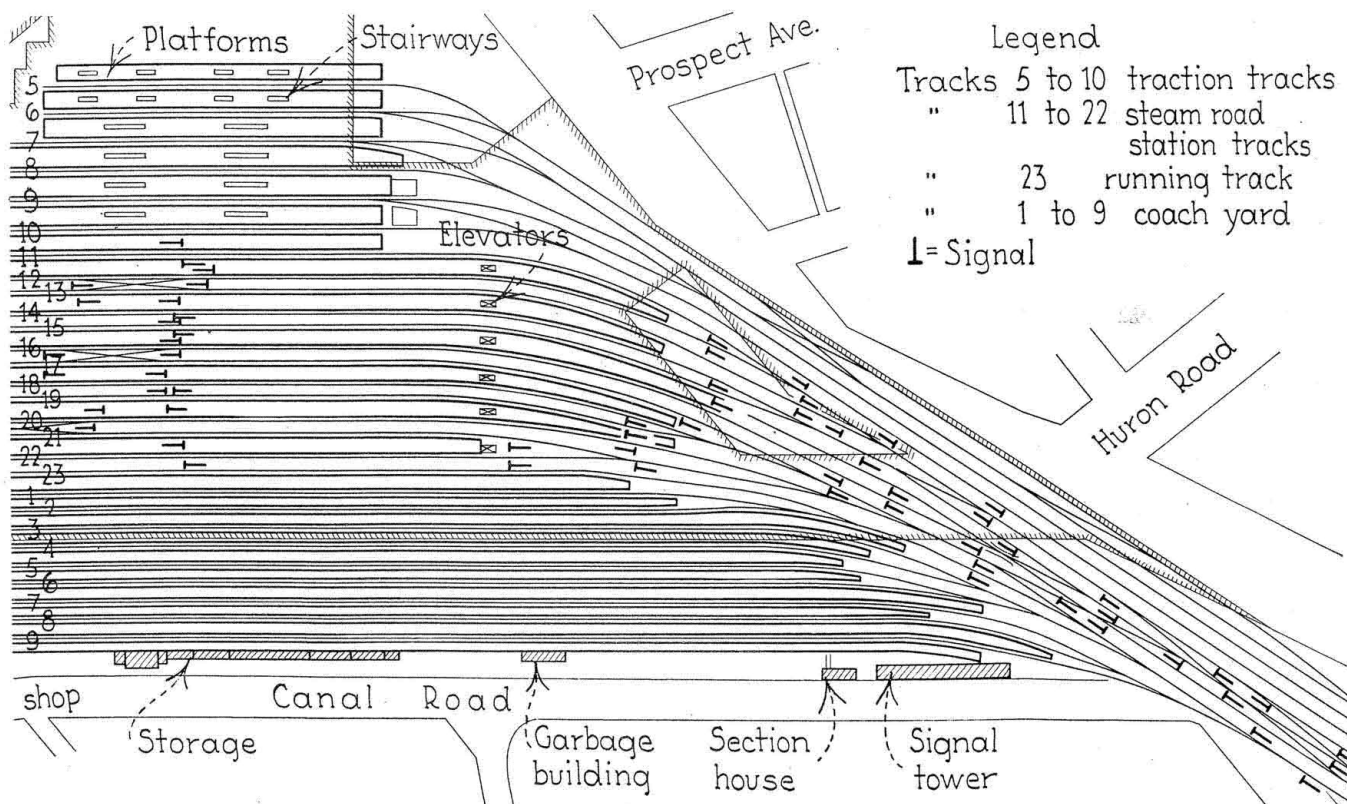 Platforms
Stairways
Prospect Ave.
Legend
Tracks 5 to 10 traction tracks
" 11 to 22 steam road
station tracks
" 23 running track
" 1 to 9 coach yard
= Signal
5
6
7
8
9
9
10
11
12
13
14
15
16
17
18
19
20
21
22
23
1
2
3
4
5
6
7
8
9
Elevators
Huron Road
shop
Canal Road
Storage
Garbage
building
Section
house
Signal
tower